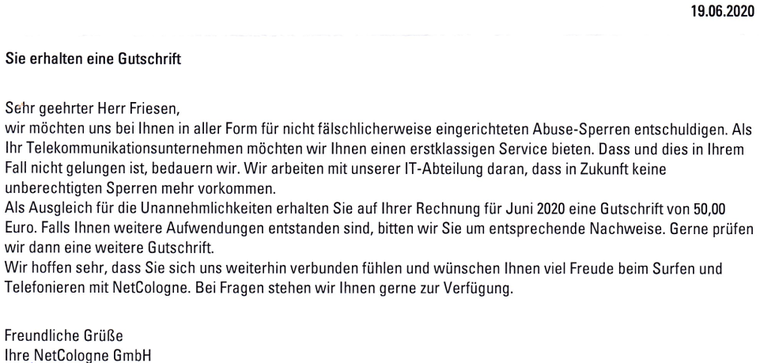 19.06.2020
Sie erhalten eine Gutschrift
Sehr geehrter Herr Friesen,
wir möchten uns bei Ihnen in aller Form für nicht fälschlicherweise eingerichteten Abuse-Sperren entschuldigen. Als
Ihr Telekommunikationsunternehmen möchten wir Ihnen einen erstklassigen Service bieten. Dass und dies in Ihrem
Fall nicht gelungen ist, bedauern wir. Wir arbeiten mit unserer IT-Abteilung daran, dass in Zukunft keine
unberechtigten Sperren mehr vorkommen.
Als Ausgleich für die Unannehmlichkeiten erhalten Sie auf Ihrer Rechnung für Juni 2020 eine Gutschrift von 50,00
Euro. Falls Ihnen weitere Aufwendungen entstanden sind, bitten wir Sie um entsprechende Nachweise. Gerne prüfen
wir dann eine weitere Gutschrift.
Wir hoffen sehr, dass Sie sich uns weiterhin verbunden fühlen und wünschen Ihnen viel Freude beim Surfen und
Telefonieren mit NetCologne. Bei Fragen stehen wir Ihnen gerne zur Verfügung.
Freundliche Grüße
Ihre NetCologne GmbH